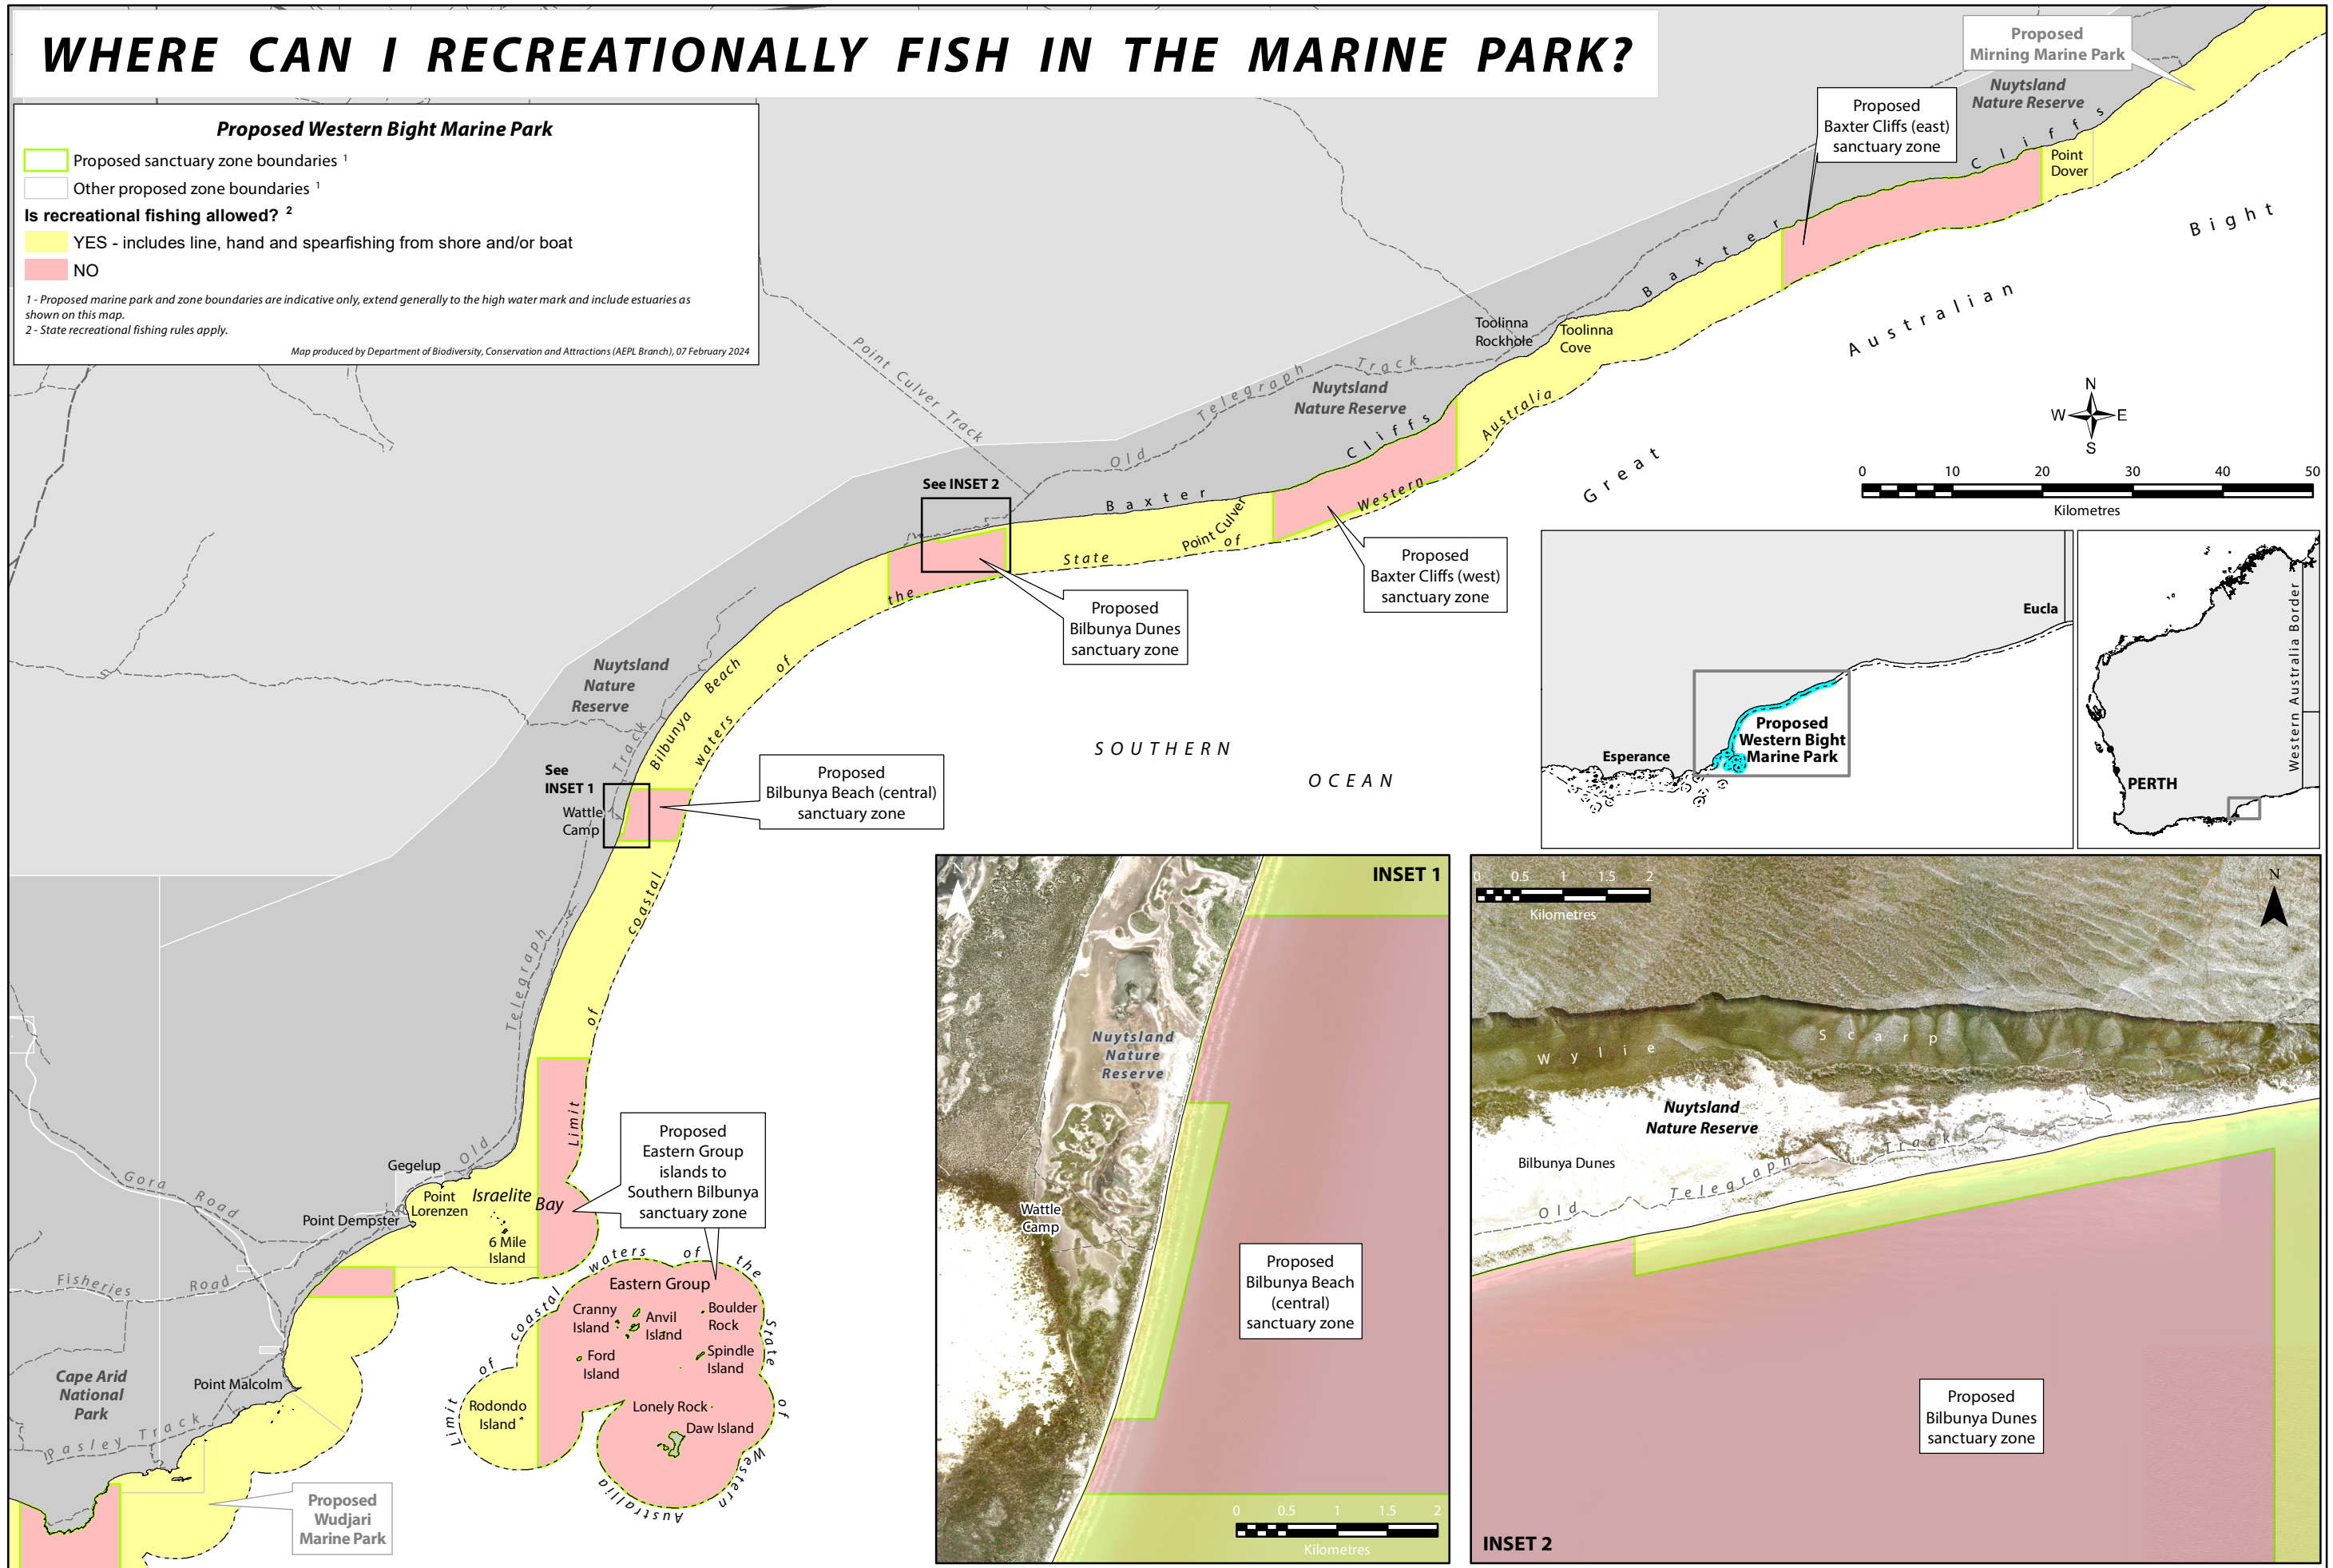 WHERE CAN I RECREATIONALLY FISH IN THE MARINE PARK?
Proposed Western Bight Marine Park
Proposed sanctuary zone boundaries 1
Other proposed zone boundaries 1
Is recreational fishing allowed? 2
YES - includes line, hand and spearfishing from shore and/or boat
NO
1 - Proposed marine park and zone boundaries are indicative only, extend generally to the high water mark and include estuaries as
shown on this map.
2 - State recreational fishing rules apply.
Map produced by Department of Biodiversity, Conservation and Attractions (AEPL Branch), 07 February 2024
Proposed
Mirning Marine Park
Nuytsland
Nature Reserve
Proposed
Baxter Cliffs (east)
sanctuary zone
Baxter Cliffs
Point
Dover
Great Australian Bight
Toolinna
Rockhole
Toolinna
Cove
Point Culver Track
Old Telegraph Track
Nuytsland
Nature Reserve
Baxter Cliffs
Point Culver
Limit of coastal waters of the State of Western Australia
N
W E
S
0 10 20 30 40 50
Kilometres
See INSET 2
Proposed
Baxter Cliffs (west)
sanctuary zone
Proposed
Bilbunya Dunes
sanctuary zone
Nuytsland
Nature
Reserve
Bilbunya Beach
SOUTHERN
OCEAN
See
INSET 1
Wattle
Camp
Proposed
Bilbunya Beach (central)
sanctuary zone
Old Telegraph Track
Eucla
Esperance
Proposed
Western Bight
Marine Park
PERTH
Western Australia Border
Proposed
Eastern Group
islands to
Southern Bilbunya
sanctuary zone
Gegelup
Point
Lorenzen
Israelite Bay
Point Dempster
6 Mile
Island
Gora Road
Fisheries Road
Limit of coastal waters of the State of Western Australlia
Eastern Group
Cranny
Island
Anvil
Island
Boulder
Rock
Ford
Island
Spindle
Island
Rodondo
Island
Lonely Rock
Daw Island
Cape Arid
National
Park
Point Malcolm
Pasley Track
Proposed
Wudjari
Marine Park
INSET 1
N
Nuytsland
Nature
Reserve
Wattle
Camp
Proposed
Bilbunya Beach
(central)
sanctuary zone
0 0.5 1 1.5 2
Kilometres
0 0.5 1 1.5 2
Kilometres
N
Wylie Scarp
Nuytsland
Nature Reserve
Bilbunya Dunes
Old Telegraph Track
Proposed
Bilbunya Dunes
sanctuary zone
INSET 2